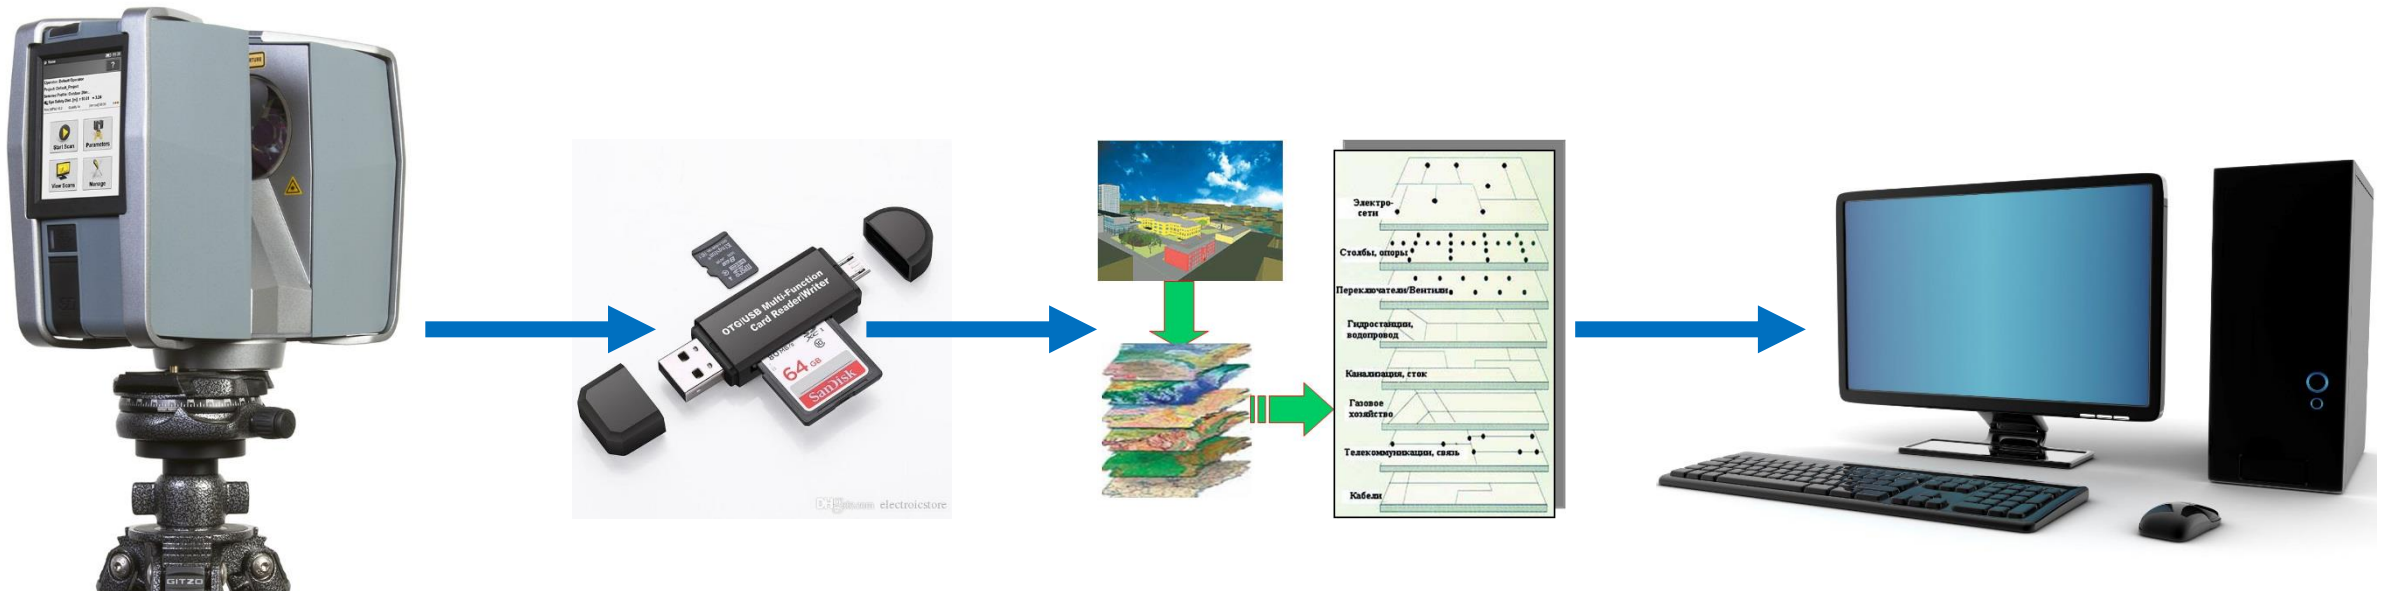 Start Scan
Parameters
View Scans
Manage
GITZO
OTG/USB Multi-Function
Card Reader/Writer
64 GB
SanDisk
electroicstore
Электро-
сети
Столбы, опоры
Переключатели/Вентили
Гидростанции,
водопровод
Канализация, сток
Газовое
хозяйство
Телекоммуникации, связь
Кабели